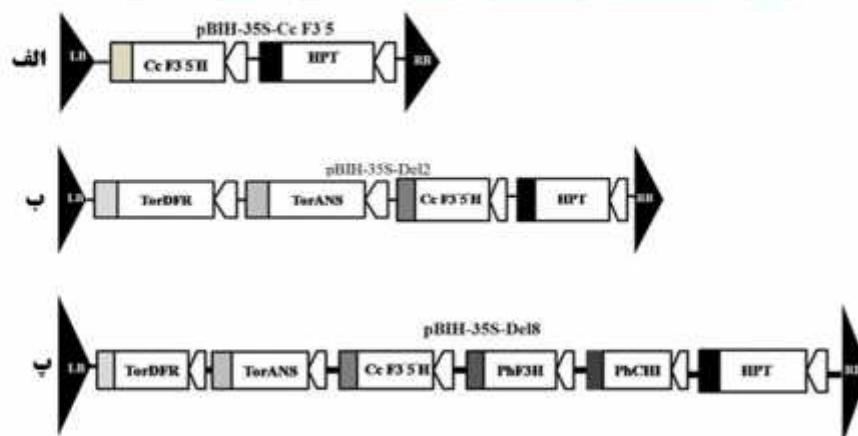 pBIH-35S-Cc F3 5
الف LB Cc F3 5 H HPT RB
pBIH-35S-Del2
ب LB TorDFR TorANS Cc F3 5 H HPT RB
pBIH-35S-Del8
پ LB TorDFR TorANS Cc F3 5 H PhF3H PhCHI HPT RB